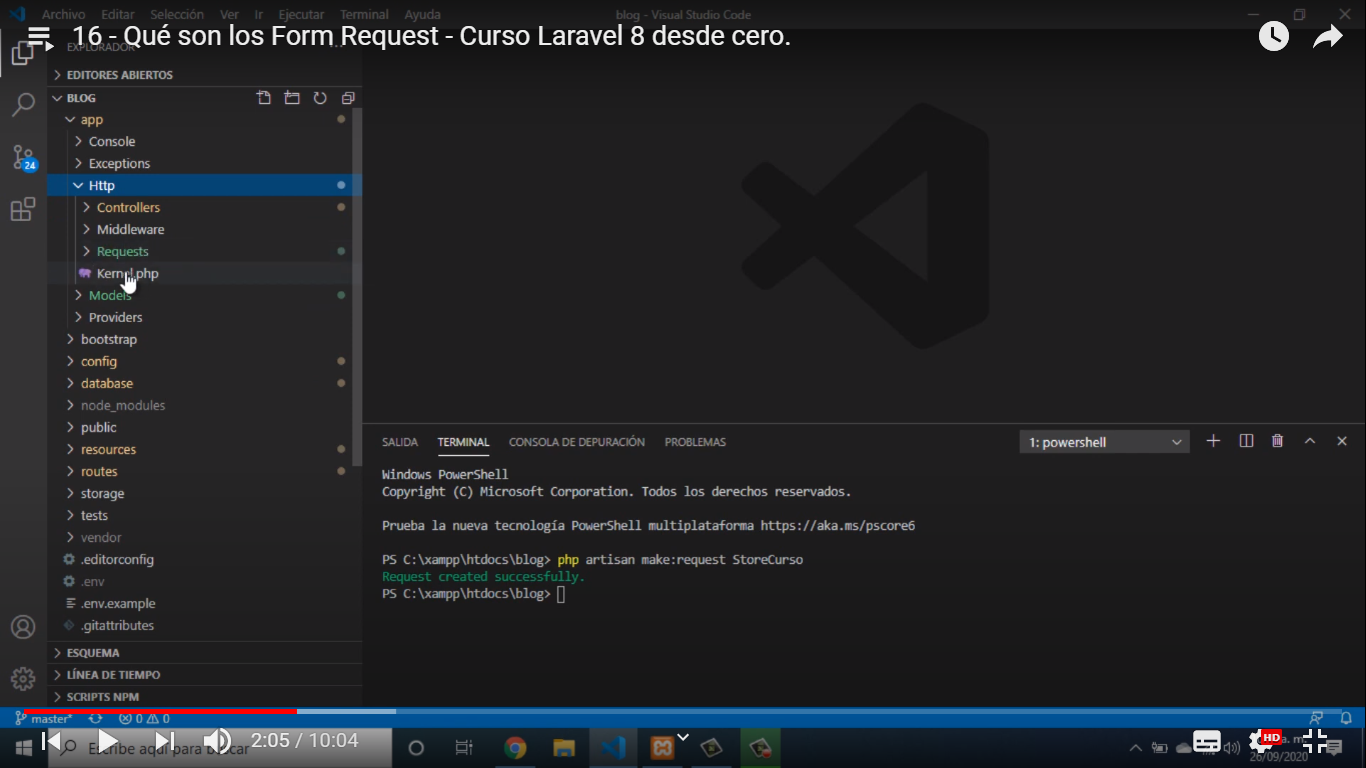 Archivo Editar Selección Ver Ir Ejecutar Terminal Ayuda
blog - Visual Studio Code
16 - Qué son los Form Request - Curso Laravel 8 desde cero.
EXPLORADOR
EDITORES ABIERTOS
BLOG
app
Console
Exceptions
Http
Controllers
Middleware
Requests
Kernel.php
Models
Providers
bootstrap
config
database
node_modules
public
resources
routes
storage
tests
vendor
.editorconfig
.env
.env.example
.gitattributes
ESQUEMA
LÍNEA DE TIEMPO
SCRIPTS NPM
24
SALIDA TERMINAL CONSOLA DE DEPURACIÓN PROBLEMAS
1: powershell
Windows PowerShell
Copyright (C) Microsoft Corporation. Todos los derechos reservados.
Prueba la nueva tecnología PowerShell multiplataforma https://aka.ms/pscore6
PS C:\xampp\htdocs\blog> php artisan make:request StoreCurso
Request created successfully.
PS C:\xampp\htdocs\blog>
master* 0 0
Escribe aquí para buscar
2:05 / 10:04
HD
a. m.
26/09/2020